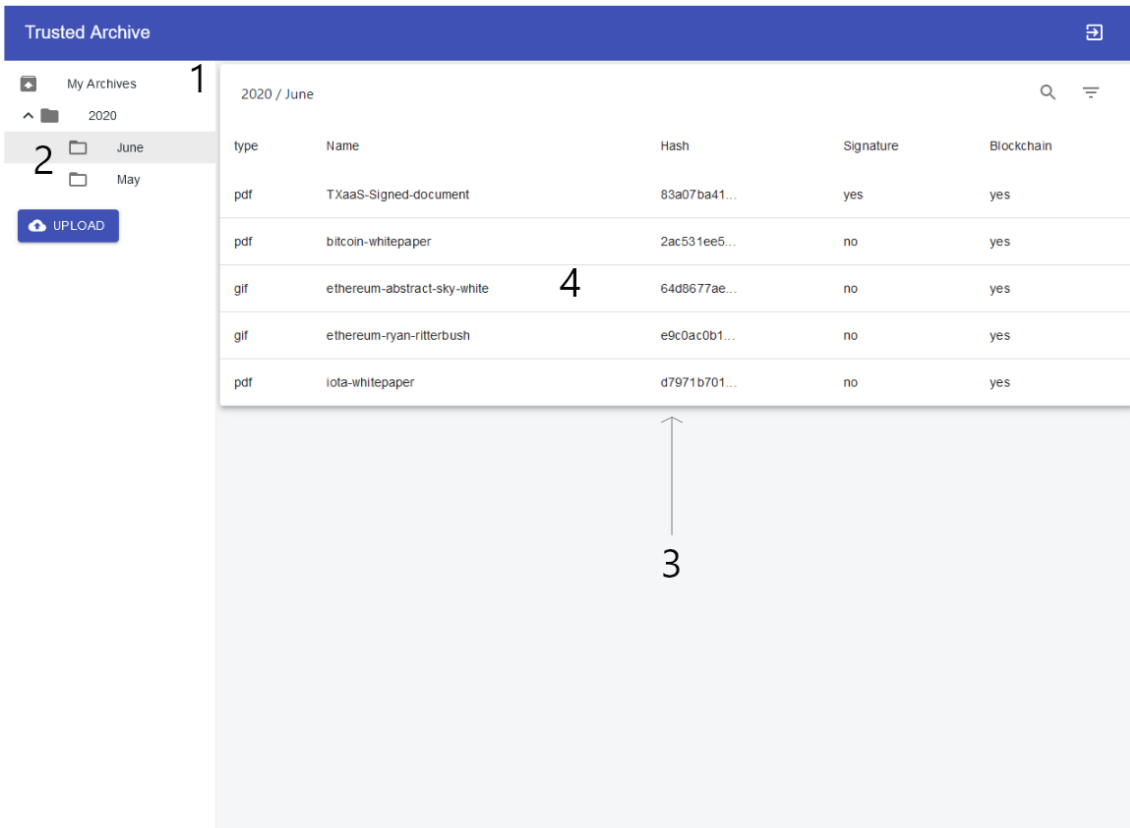 Trusted Archive
My Archives 1
2020
2 June
May
UPLOAD
2020 / June
type Name Hash Signature Blockchain
pdf TXaaS-Signed-document 83a07ba41... yes yes
pdf bitcoin-whitepaper 2ac531ee5... no yes
gif ethereum-abstract-sky-white 4 64d8677ae... no yes
gif ethereum-ryan-ritterbush e9c0ac0b1... no yes
pdf iota-whitepaper d7971b701... no yes
3